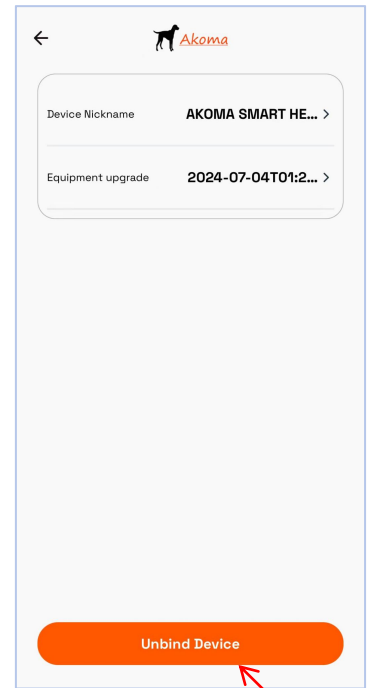 Akoma
Device Nickname AKOMA SMART HE... >
Equipment upgrade 2024-07-04T01:2... >
Unbind Device